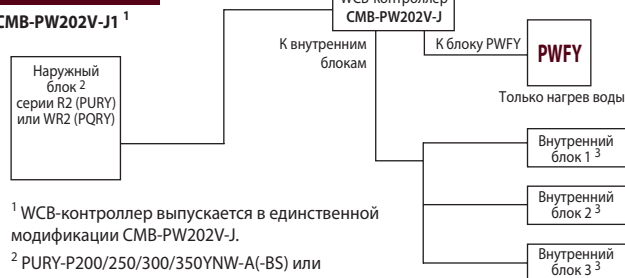 CMB-PW202V-J1 ¹
WCB-контроллер
CMB-PW202V-J
К внутренним
блокам
К блоку PWFY
PWFY
Только нагрев воды
Наружный
блок ²
серии R2 (PURY)
или WR2 (PQRY)
Внутренний
блок 1 ³
Внутренний
блок 2 ³
Внутренний
блок 3 ³
¹ WCB-контроллер выпускается в единственной
модификации CMB-PW202V-J.
² PURY-P200/250/300/350YNW-A(-BS) или